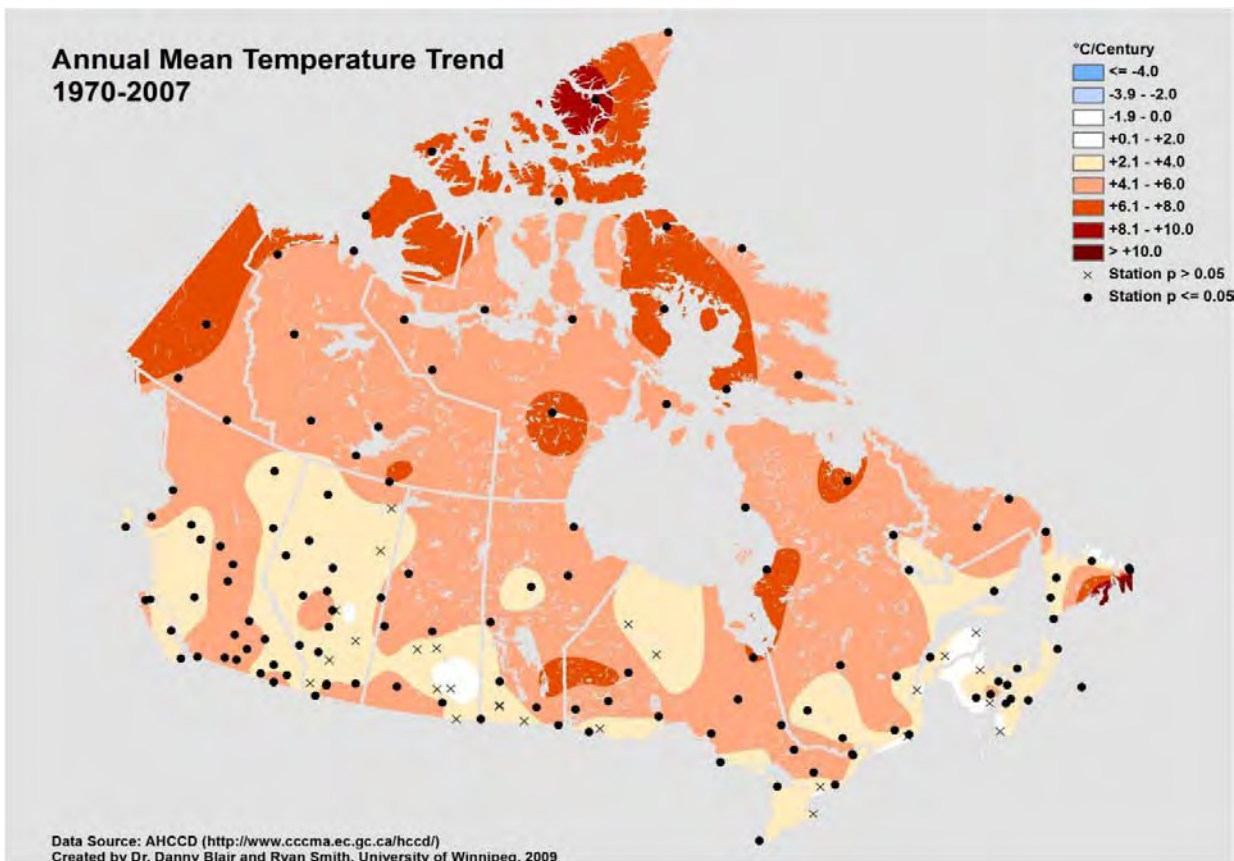 Annual Mean Temperature Trend
1970-2007
°C/Century
<= -4.0
-3.9 - -2.0
-1.9 - 0.0
+0.1 - +2.0
+2.1 - +4.0
+4.1 - +6.0
+6.1 - +8.0
+8.1 - +10.0
> +10.0
Station p > 0.05
Station p <= 0.05
Data Source: AHCCD (http://www.cccma.ec.gc.ca/hccd/)
Created by Dr. Danny Blair and Ryan Smith, University of Winnipeg, 2009